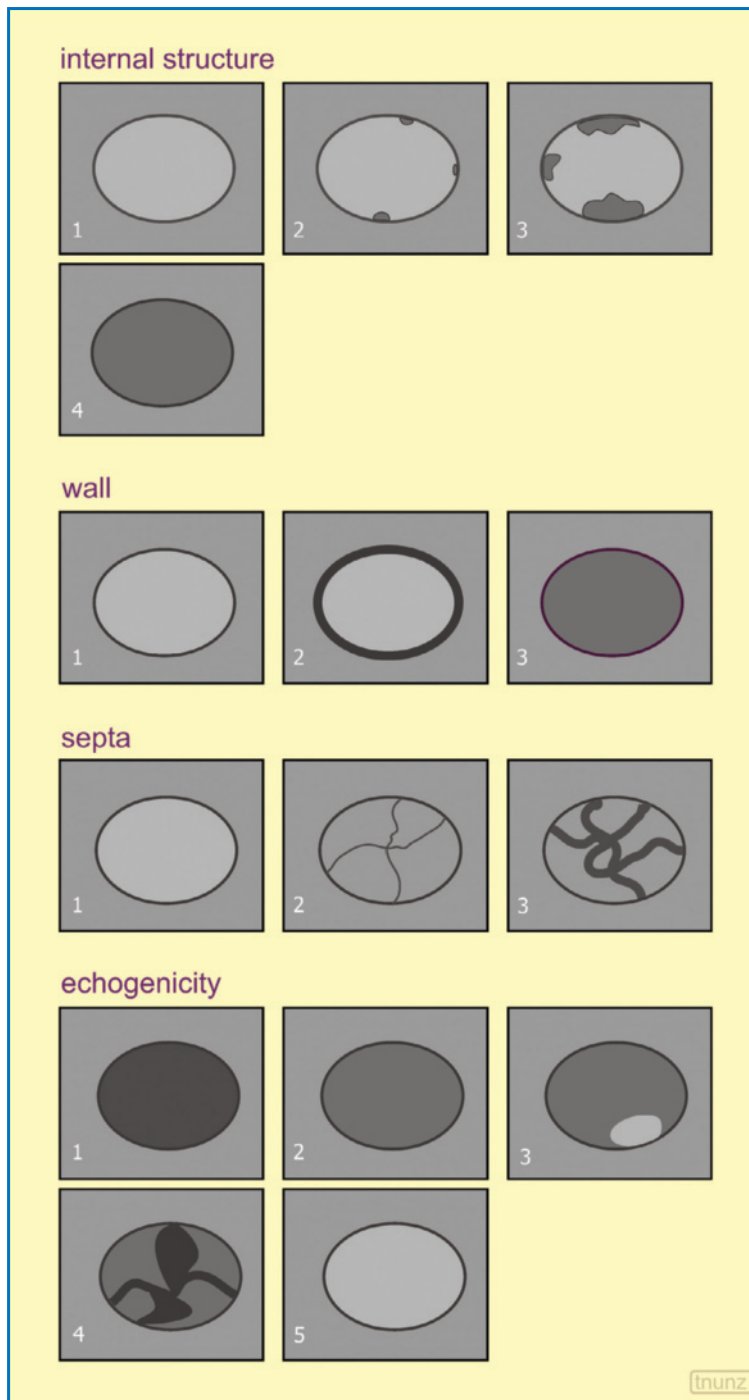 internal structure
1 2 3
4
wall
1 2 3
septa
1 2 3
echogenicity
1 2 3
4 5
tnunz